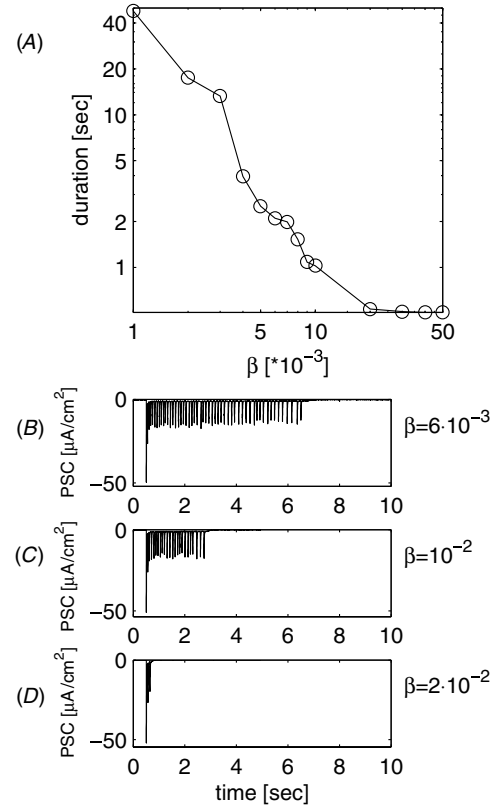 (A)
40
20
10
5
2
1
duration [sec]
1 5 10 50
β [*10⁻³]
(B)
PSC [μA/cm²]
0
−50
0 2 4 6 8 10
β=6·10⁻³
(C)
PSC [μA/cm²]
0
−50
0 2 4 6 8 10
β=10⁻²
(D)
PSC [μA/cm²]
0
−50
0 2 4 6 8 10
β=2·10⁻²
time [sec]